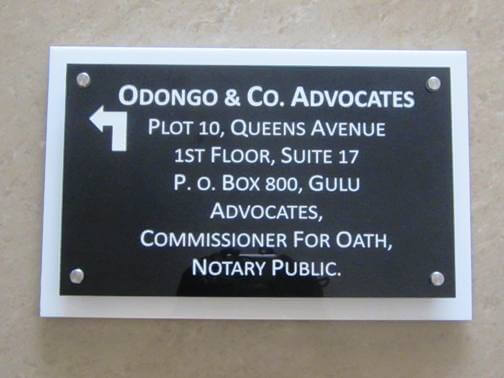 ODONGO & CO. ADVOCATES
PLOT 10, QUEENS AVENUE
1ST FLOOR, SUITE 17
P. O. BOX 800, GULU
ADVOCATES,
COMMISSIONER FOR OATH,
NOTARY PUBLIC.